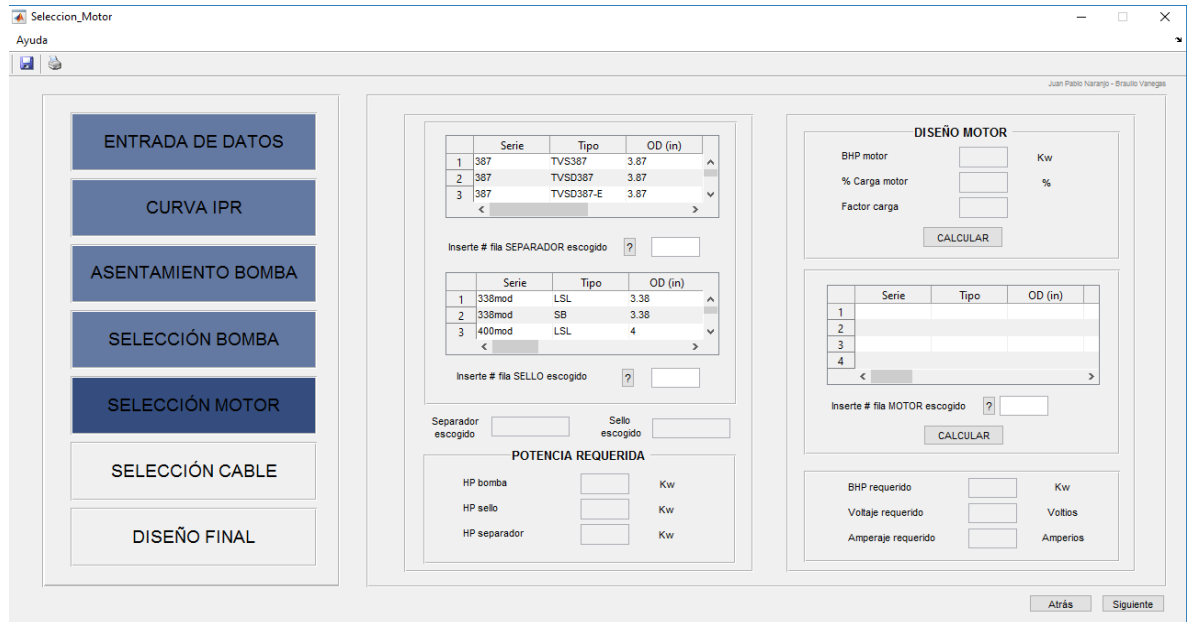 Seleccion_Motor
Ayuda
Juan Pablo Naranjo - Braulio Vanegas
ENTRADA DE DATOS
CURVA IPR
ASENTAMIENTO BOMBA
SELECCIÓN BOMBA
SELECCIÓN MOTOR
SELECCIÓN CABLE
DISEÑO FINAL
Serie Tipo OD (in)
1 387 TVS387 3.87
2 387 TVSD387 3.87
3 387 TVSD387-E 3.87
Inserte # fila SEPARADOR escogido ?
Serie Tipo OD (in)
1 338mod LSL 3.38
2 338mod SB 3.38
3 400mod LSL 4
Inserte # fila SELLO escogido ?
Separador escogido
Sello escogido
POTENCIA REQUERIDA
HP bomba Kw
HP sello Kw
HP separador Kw
DISEÑO MOTOR
BHP motor Kw
% Carga motor %
Factor carga
CALCULAR
Serie Tipo OD (in)
1
2
3
4
Inserte # fila MOTOR escogido ?
CALCULAR
BHP requerido Kw
Voltaje requerido Voltios
Amperaje requerido Amperios
Atrás Siguiente